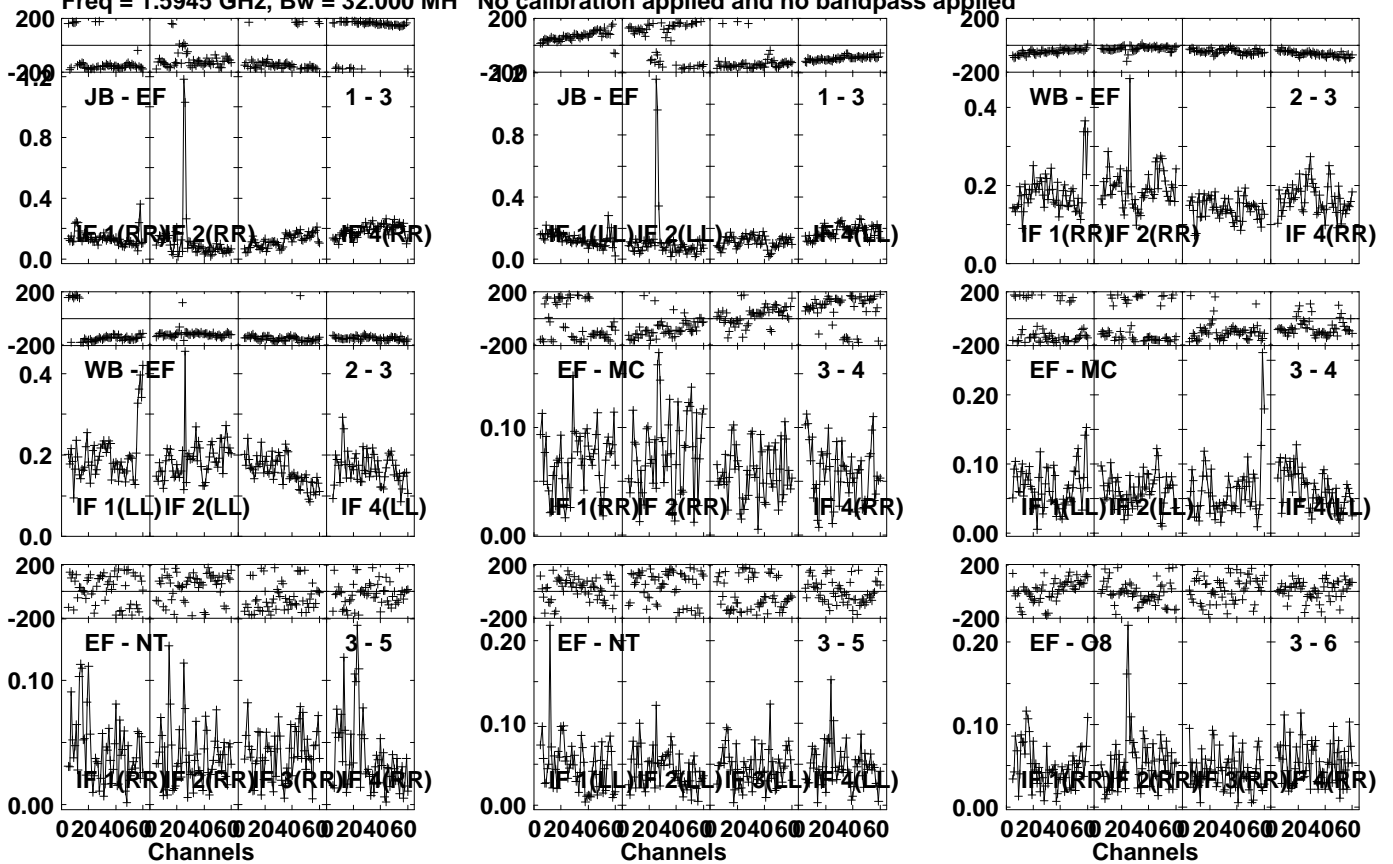 Freq = 1.5945 GHz, Bw = 32.000 MH No calibration applied and no bandpass applied
200
-200
1.2
JB - EF
1 - 3
0.8
0.4
0.0
IF 1(RR)
IF 2(RR)
IF 4(RR)
200
-200
1.2
JB - EF
1 - 3
0.8
0.4
0.0
IF 1(LL)
IF 2(LL)
IF 4(LL)
200
-200
WB - EF
2 - 3
0.4
0.2
0.0
IF 1(RR)
IF 2(RR)
IF 4(RR)
200
-200
WB - EF
2 - 3
0.4
0.2
0.0
IF 1(LL)
IF 2(LL)
IF 4(LL)
200
-200
EF - MC
3 - 4
0.10
0.00
IF 1(RR)
IF 2(RR)
IF 4(RR)
200
-200
EF - MC
3 - 4
0.20
0.10
0.00
IF 1(LL)
IF 2(LL)
IF 4(LL)
200
-200
EF - NT
3 - 5
0.10
0.00
IF 1(RR)
IF 2(RR)
IF 3(RR)
IF 4(RR)
0 20 40 60 0 20 40 60 0 20 40 60 0 20 40 60
Channels
200
-200
EF - NT
3 - 5
0.20
0.10
0.00
IF 1(LL)
IF 2(LL)
IF 3(LL)
IF 4(LL)
0 20 40 60 0 20 40 60 0 20 40 60 0 20 40 60
Channels
200
-200
EF - O8
3 - 6
0.20
0.10
0.00
IF 1(RR)
IF 2(RR)
IF 3(RR)
IF 4(RR)
0 20 40 60 0 20 40 60 0 20 40 60 0 20 40 60
Channels